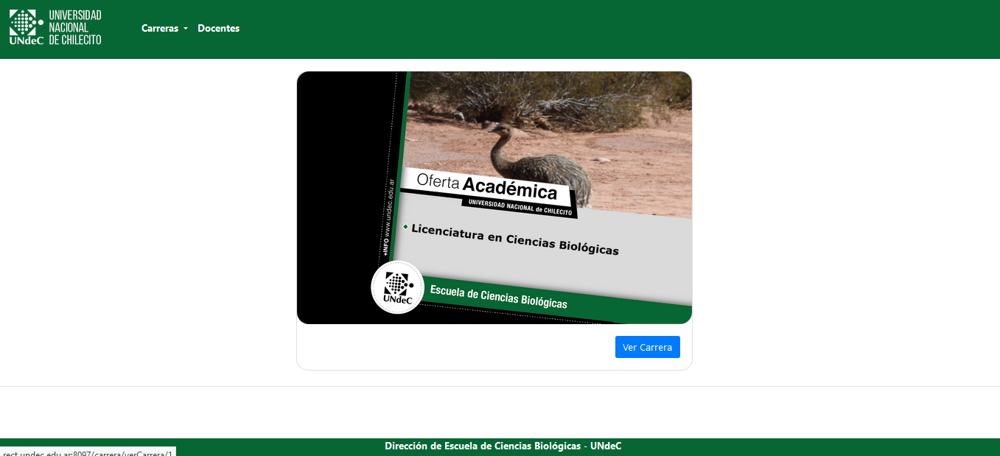 UNIVERSIDAD
NACIONAL
DE CHILECITO
UNdeC
Carreras
Docentes
Oferta Académica
UNIVERSIDAD NACIONAL de CHILECITO
+INFO www.undec.edu.ar
Licenciatura en Ciencias Biológicas
UNdeC
Escuela de Ciencias Biológicas
Ver Carrera
Dirección de Escuela de Ciencias Biológicas - UNdeC
rect.undec.edu.ar:8097/carrera/verCarrera/1